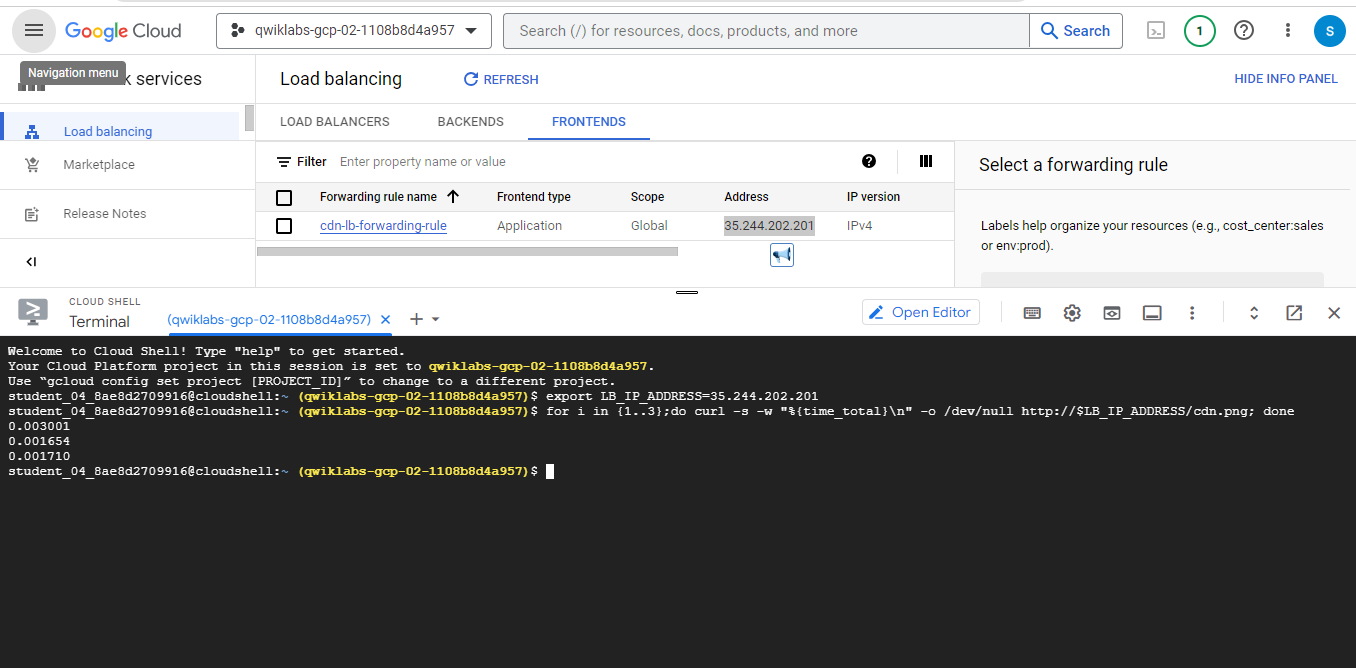 Google Cloud
qwiklabs-gcp-02-1108b8d4a957
Search (/) for resources, docs, products, and more
Search
1
S
Navigation menu
k services
Load balancing
REFRESH
HIDE INFO PANEL
Load balancing
Marketplace
Release Notes
LOAD BALANCERS BACKENDS FRONTENDS
Filter Enter property name or value
Forwarding rule name Frontend type Scope Address IP version
cdn-lb-forwarding-rule Application Global 35.244.202.201 IPv4
Select a forwarding rule
Labels help organize your resources (e.g., cost_center:sales
or env:prod).
CLOUD SHELL
Terminal
(qwiklabs-gcp-02-1108b8d4a957)
Open Editor
Welcome to Cloud Shell! Type "help" to get started.
Your Cloud Platform project in this session is set to qwiklabs-gcp-02-1108b8d4a957.
Use “gcloud config set project [PROJECT_ID]” to change to a different project.
student_04_8ae8d2709916@cloudshell:~ (qwiklabs-gcp-02-1108b8d4a957)$ export LB_IP_ADDRESS=35.244.202.201
student_04_8ae8d2709916@cloudshell:~ (qwiklabs-gcp-02-1108b8d4a957)$ for i in {1..3};do curl -s -w "%{time_total}\n" -o /dev/null http://$LB_IP_ADDRESS/cdn.png; done
0.003001
0.001654
0.001710
student_04_8ae8d2709916@cloudshell:~ (qwiklabs-gcp-02-1108b8d4a957)$